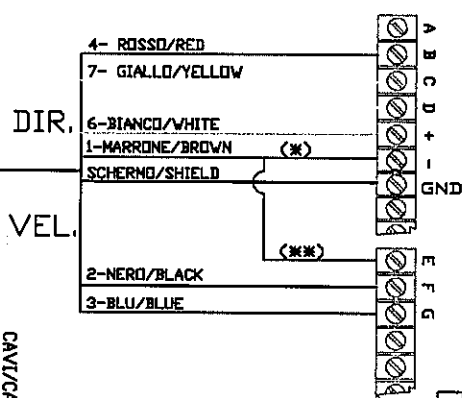 4- ROSSO/RED
7- GIALLO/YELLOW
DIR.
6-BIANCO/WHITE
1-MARRONE/BROWN (*)
SCHERMO/SHIELD
VEL.
(**)
2-NERO/BLACK
3-BLU/BLUE
A
B
C
D
+
-
GND
E
F
G